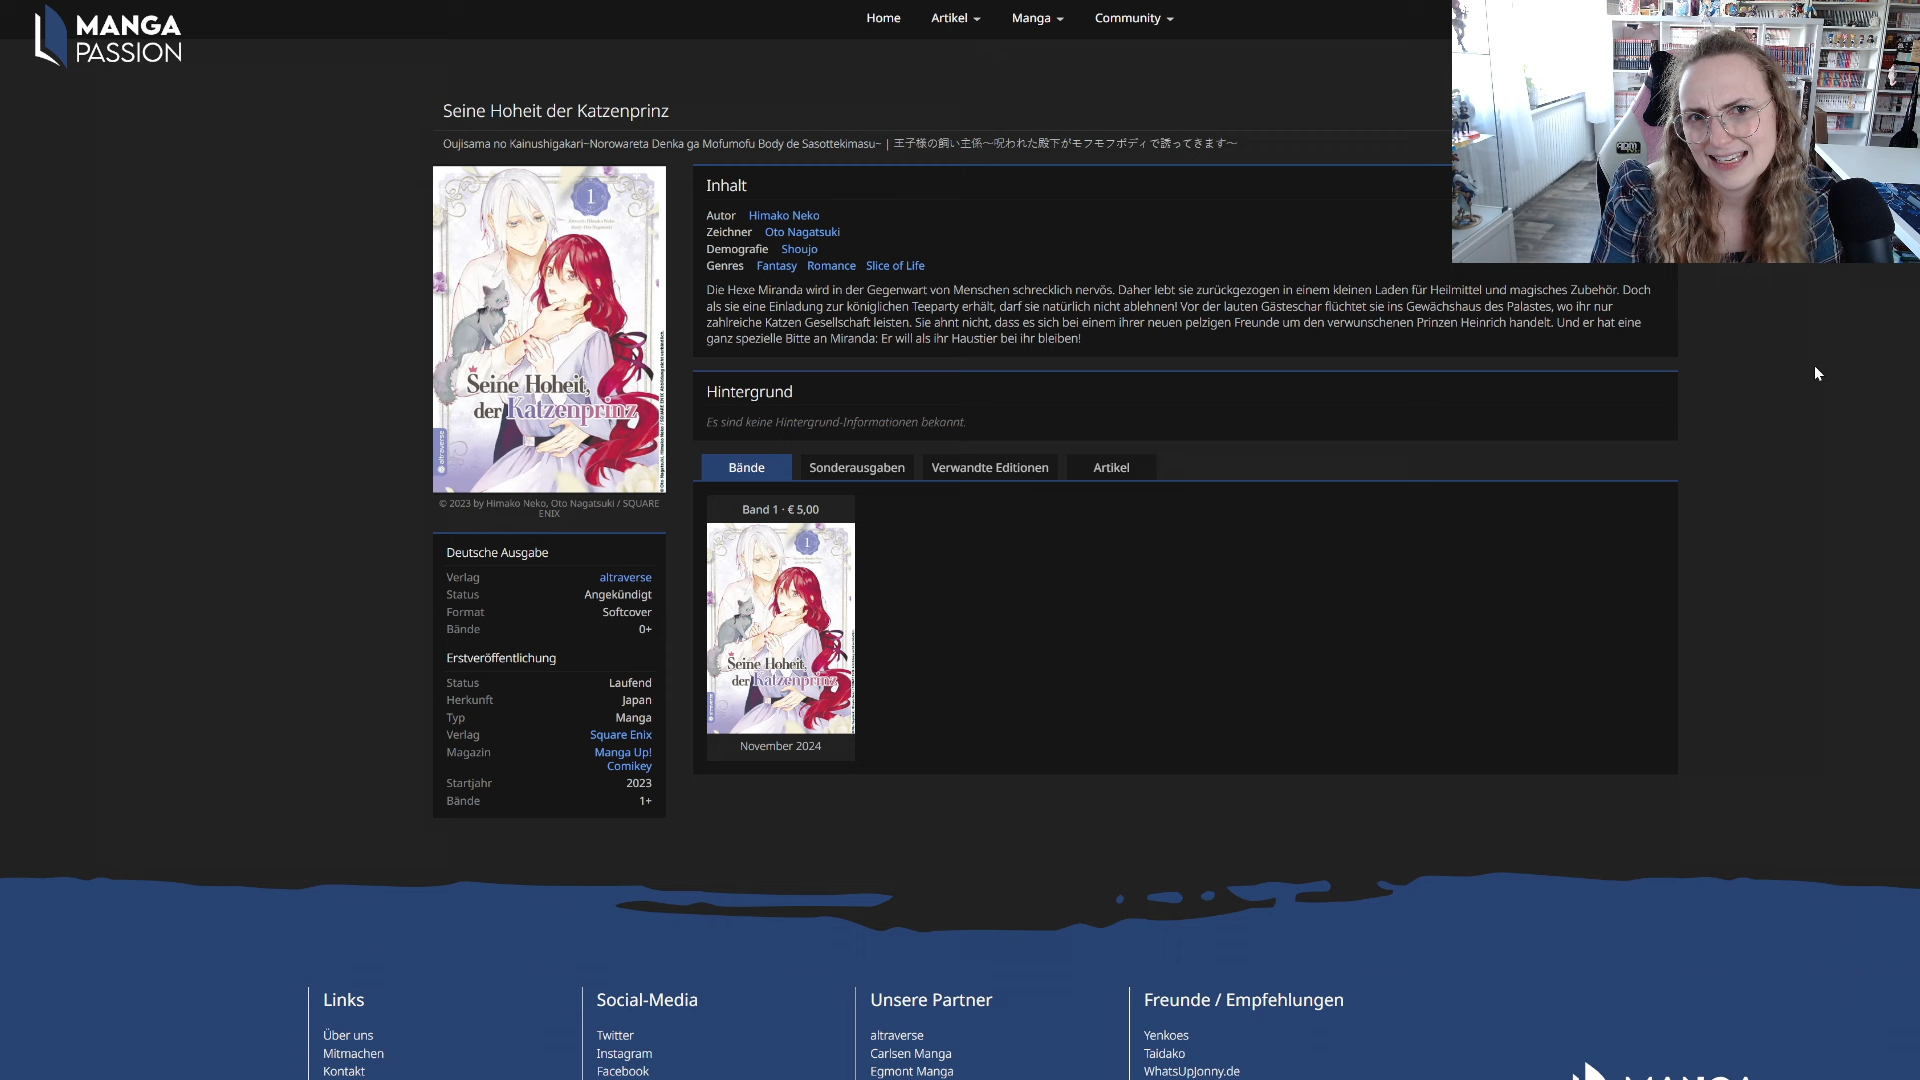 MANGA
PASSION
Home
Artikel
Manga
Community
Seine Hoheit der Katzenprinz
Oujisama no Kainushigakari~Norowareta Denka ga Mofumofu Body de Sasottekimasu~ | 王子様の飼い主係～呪われた殿下がモフモフボディで誘ってきます～
1
Seine Hoheit,
der Katzenprinz
altraverse
© 2023 by Himako Neko, Oto Nagatsuki / SQUARE
ENIX
Inhalt
Autor Himako Neko
Zeichner Oto Nagatsuki
Demografie Shoujo
Genres Fantasy Romance Slice of Life
Die Hexe Miranda wird in der Gegenwart von Menschen schrecklich nervös. Daher lebt sie zurückgezogen in einem kleinen Laden für Heilmittel und magisches Zubehör. Doch
als sie eine Einladung zur königlichen Teeparty erhält, darf sie natürlich nicht ablehnen! Vor der lauten Gästeschar flüchtet sie ins Gewächshaus des Palastes, wo ihr nur
zahlreiche Katzen Gesellschaft leisten. Sie ahnt nicht, dass es sich bei einem ihrer neuen pelzigen Freunde um den verwunschenen Prinzen Heinrich handelt. Und er hat eine
ganz spezielle Bitte an Miranda: Er will als ihr Haustier bei ihr bleiben!
Hintergrund
Es sind keine Hintergrund-Informationen bekannt.
Bände
Sonderausgaben
Verwandte Editionen
Artikel
Band 1 · € 5,00
1
Seine Hoheit,
der Katzenprinz
November 2024
Deutsche Ausgabe
Verlag altraverse
Status Angekündigt
Format Softcover
Bände 0+
Erstveröffentlichung
Status Laufend
Herkunft Japan
Typ Manga
Verlag Square Enix
Magazin Manga Up!
Comikey
Startjahr 2023
Bände 1+
Links
Über uns
Mitmachen
Kontakt
Social-Media
Twitter
Instagram
Facebook
Unsere Partner
altraverse
Carlsen Manga
Egmont Manga
Freunde / Empfehlungen
Yenkoes
Taidako
WhatsUpJonny.de